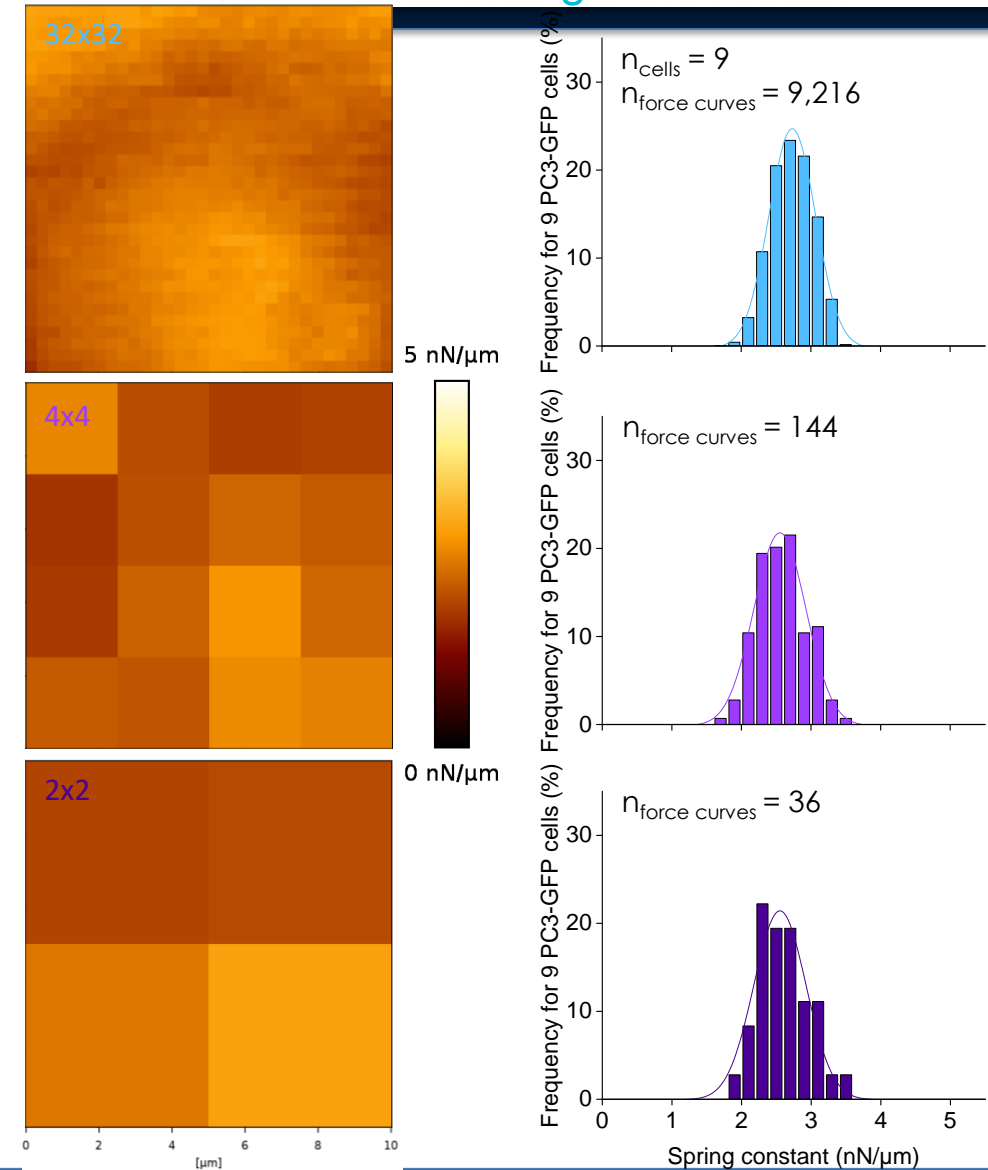 32x32
Frequency for 9 PC3-GFP cells (%)
30
20
10
0
n_cells = 9
n_force curves = 9,216
5 nN/µm
0 nN/µm
4x4
Frequency for 9 PC3-GFP cells (%)
30
20
10
0
n_force curves = 144
2x2
0
2
4
6
8
10
[µm]
Frequency for 9 PC3-GFP cells (%)
30
20
10
0
n_force curves = 36
0
1
2
3
4
5
Spring constant (nN/µm)